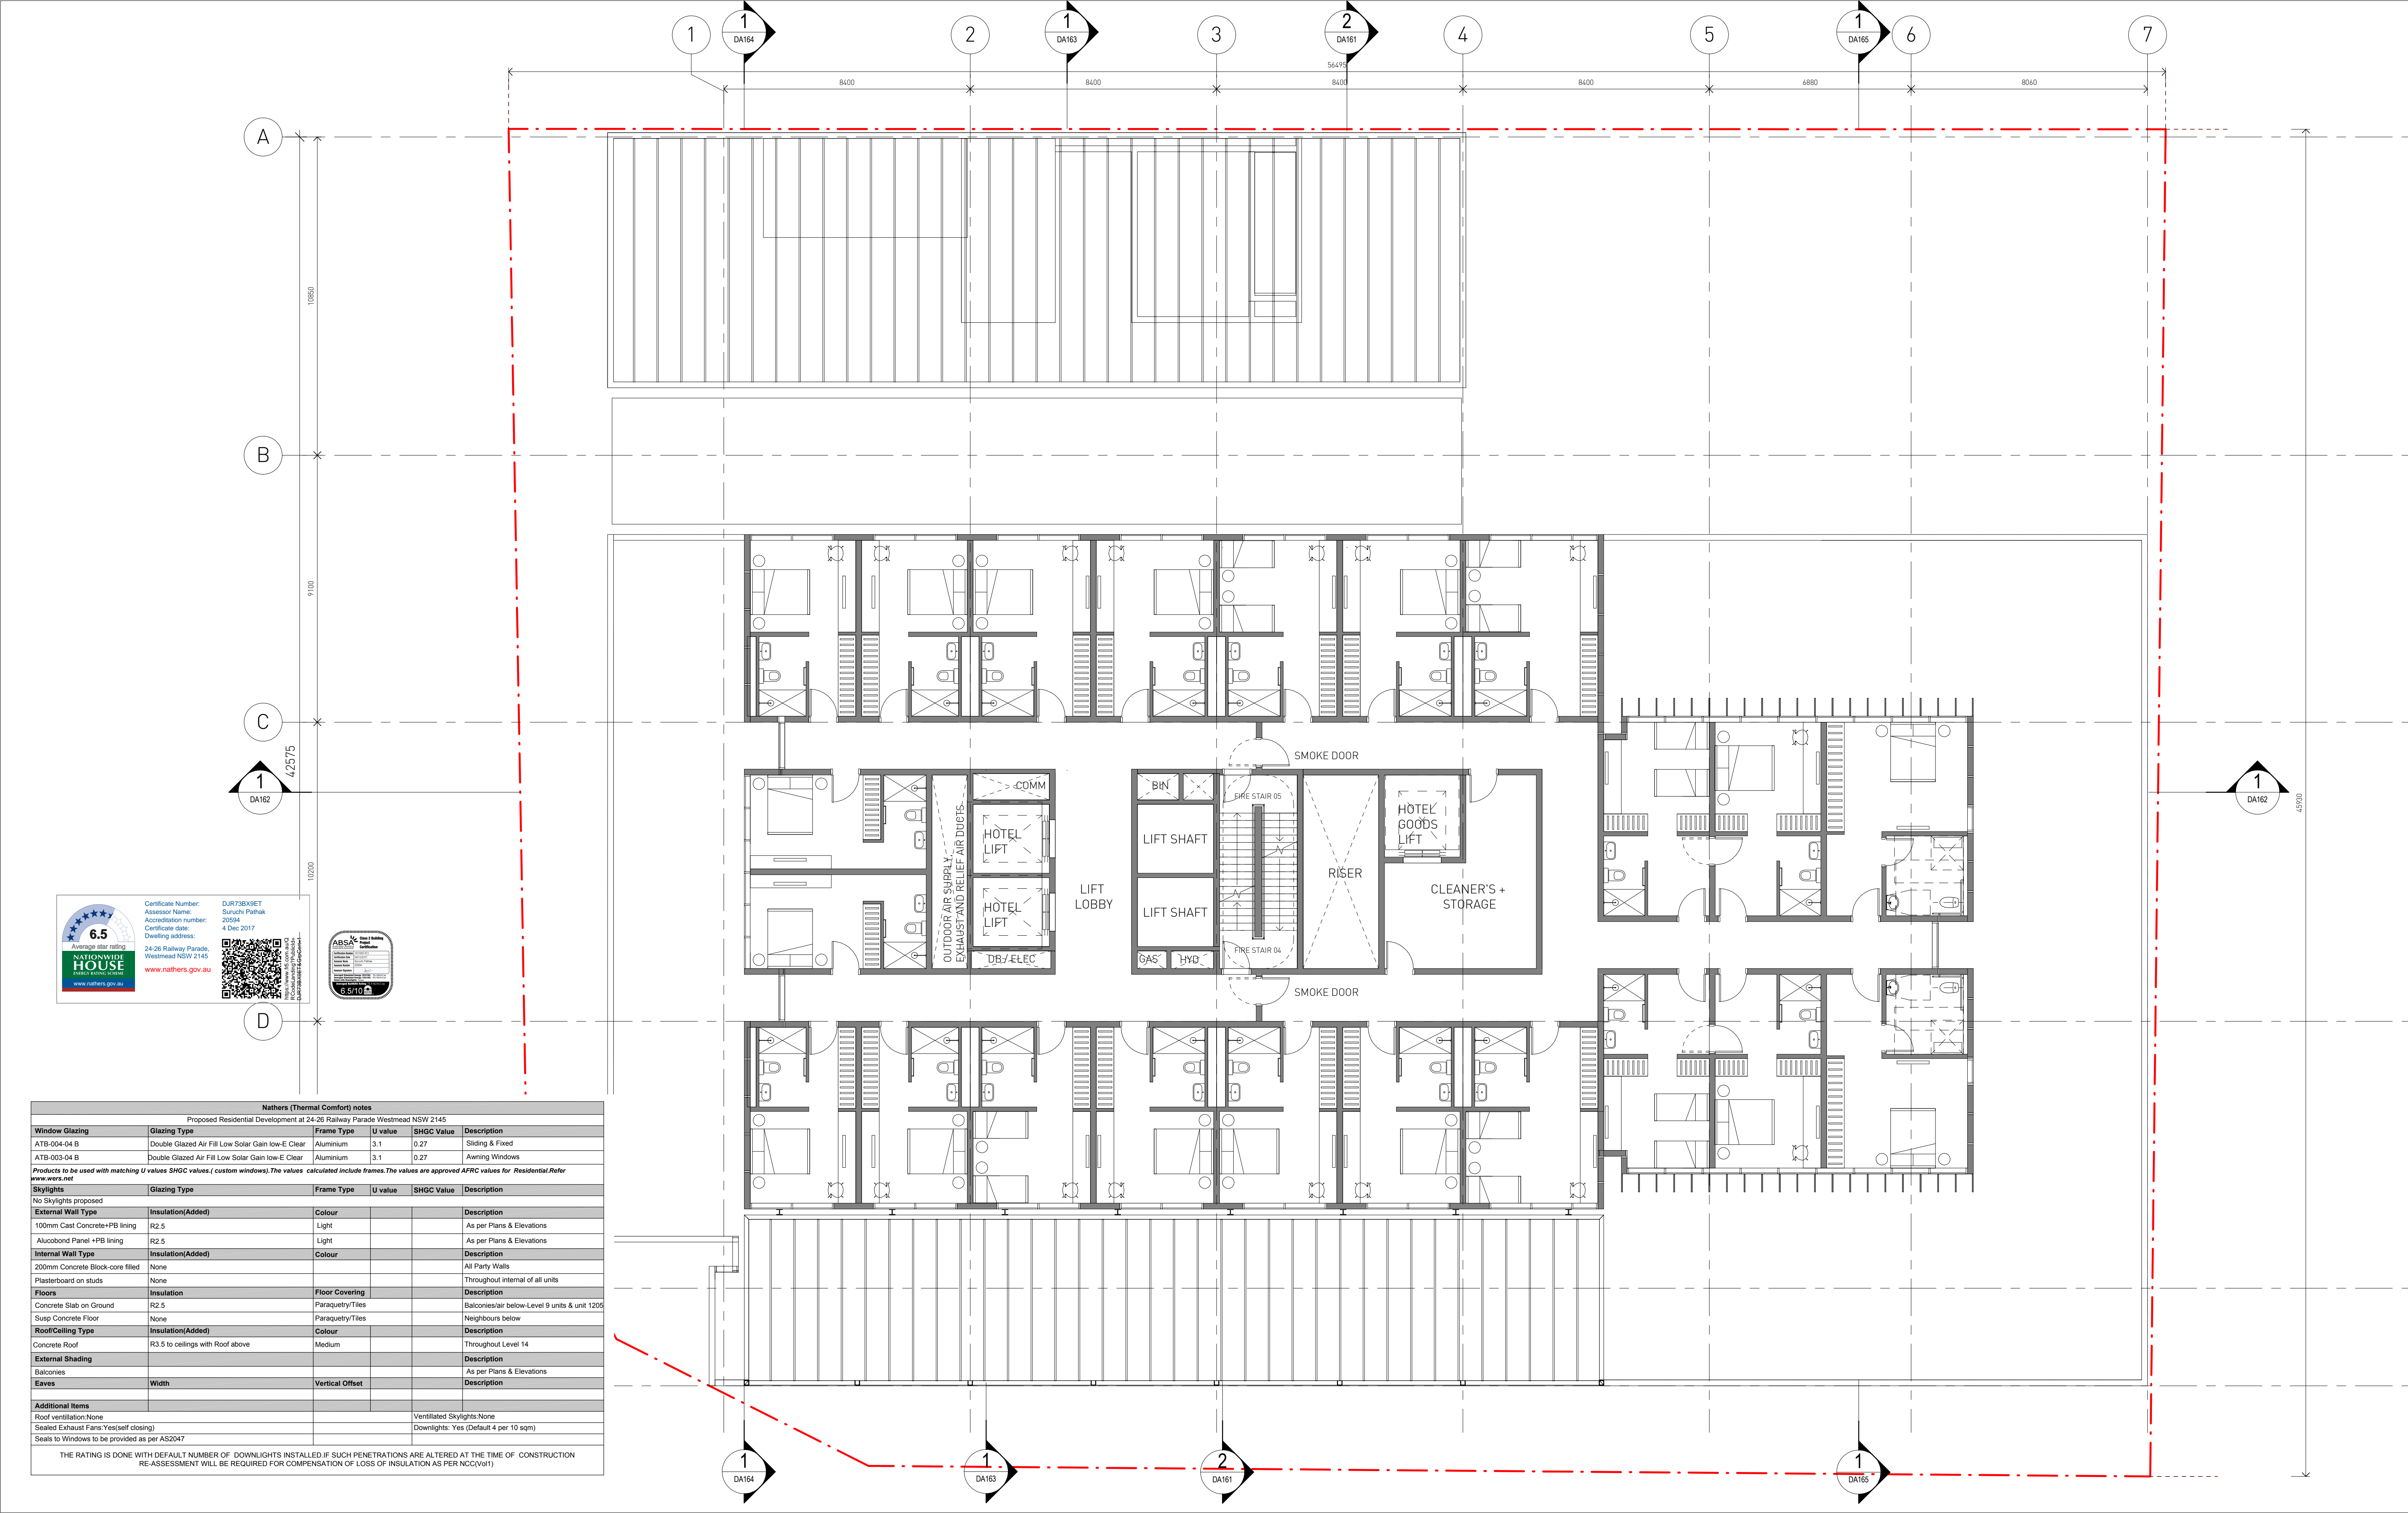 1
1
DA164
2
1
DA163
3
2
DA161
4
5
1
DA165
6
7
56495
8400
8400
8400
8400
6880
8060
A
B
C
D
10850
9100
10200
42575
45930
1
DA162
1
DA162
SMOKE DOOR
COMM
BIN
FIRE STAIR 05
HOTEL
LIFT
HOTEL
LIFT
OUTDOOR AIR SUPPLY,
EXHAUST AND RELIEF AIR DUCTS
LIFT SHAFT
LIFT SHAFT
LIFT
LOBBY
RISER
HOTEL
GOODS
LIFT
CLEANER'S +
STORAGE
DB / ELEC
GAS
HYD
FIRE STAIR 04
SMOKE DOOR
6.5
Average star rating
NATIONWIDE
HOUSE
ENERGY RATING SCHEME
www.nathers.gov.au
Certificate Number: DJR73BX9ET
Assessor Name: Suruchi Pathak
Accreditation number: 20594
Certificate date: 4 Dec 2017
Dwelling address:
24-26 Railway Parade,
Westmead NSW 2145
www.nathers.gov.au
ABSA
Class 2 Building
Project
Certification
6.5/10
Nathers (Thermal Comfort) notes
Proposed Residential Development at 24-26 Railway Parade Westmead NSW 2145
Window Glazing Glazing Type Frame Type U value SHGC Value Description
ATB-004-04 B Double Glazed Air Fill Low Solar Gain low-E Clear Aluminium 3.1 0.27 Sliding & Fixed
ATB-003-04 B Double Glazed Air Fill Low Solar Gain low-E Clear Aluminium 3.1 0.27 Awning Windows
Products to be used with matching U values SHGC values.( custom windows).The values calculated include frames.The values are approved AFRC values for Residential.Refer
www.wers.net
Skylights Glazing Type Frame Type U value SHGC Value Description
No Skylights proposed
External Wall Type Insulation(Added) Colour Description
100mm Cast Concrete+PB lining R2.5 Light As per Plans & Elevations
Alucobond Panel +PB lining R2.5 Light As per Plans & Elevations
Internal Wall Type Insulation(Added) Colour Description
200mm Concrete Block-core filled None All Party Walls
Plasterboard on studs None Throughout internal of all units
Floors Insulation Floor Covering Description
Concrete Slab on Ground R2.5 Paraquetry/Tiles Balconies/air below-Level 9 units & unit 1205
Susp Concrete Floor None Paraquetry/Tiles Neighbours below
Roof/Ceiling Type Insulation(Added) Colour Description
Concrete Roof R3.5 to ceilings with Roof above Medium Throughout Level 14
External Shading Description
Balconies As per Plans & Elevations
Eaves Width Vertical Offset Description
Additional Items
Roof ventillation:None Ventillated Skylights:None
Sealed Exhaust Fans:Yes(self closing) Downlights: Yes (Default 4 per 10 sqm)
Seals to Windows to be provided as per AS2047
THE RATING IS DONE WITH DEFAULT NUMBER OF DOWNLIGHTS INSTALLED.IF SUCH PENETRATIONS ARE ALTERED AT THE TIME OF CONSTRUCTION
RE-ASSESSMENT WILL BE REQUIRED FOR COMPENSATION OF LOSS OF INSULATION AS PER NCC(Vol1)
1
DA164
1
DA163
2
DA161
1
DA165